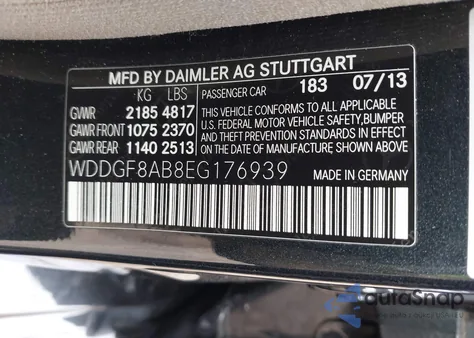 MFD BY DAIMLER AG STUTTGART
KG LBS PASSENGER CAR 183 07/13
GVWR 2185 4817 THIS VEHICLE CONFORMS TO ALL APPLICABLE
GAWR FRONT 1075 2370 U.S. FEDERAL MOTOR VEHICLE SAFETY,BUMPER
GAWR REAR 1140 2513 AND THEFT PREVENTION STANDARDS IN EFFECT ON THE DATE OF MANUFACTURE SHOWN ABOVE.
WDDGF8AB8EG176939 MADE IN GERMANY
autoSnap